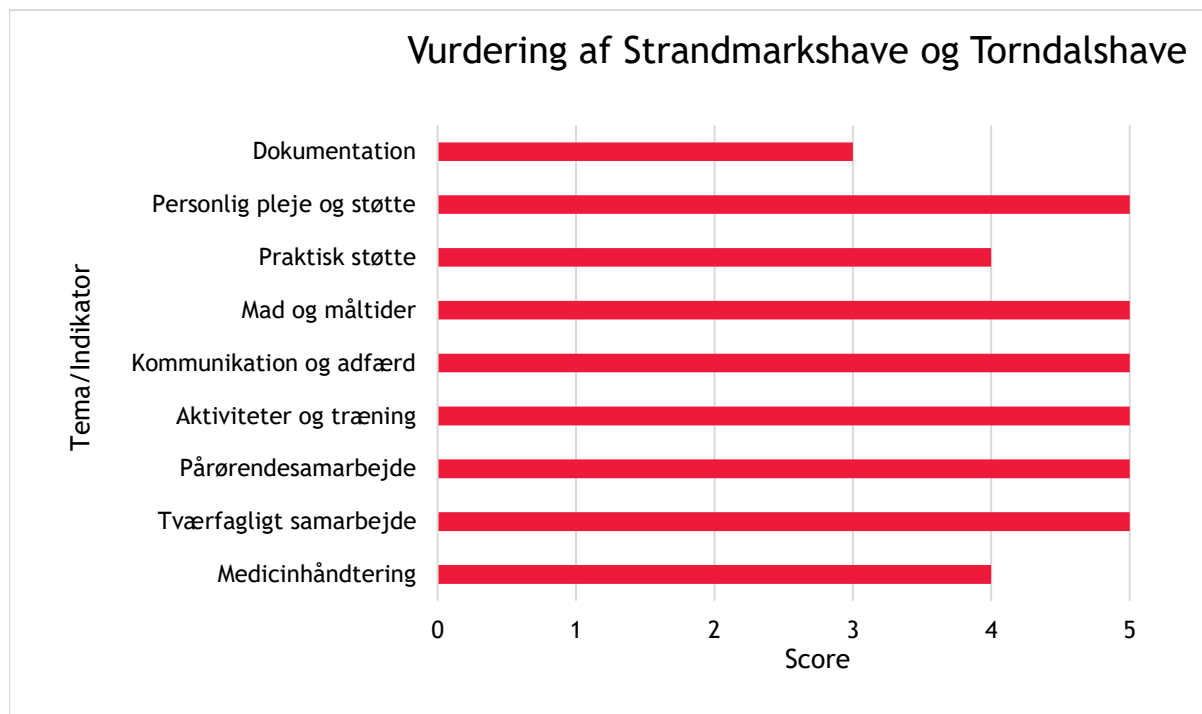 Vurdering af Strandmarkshave og Torndalshave
Tema/Indikator
Dokumentation
Personlig pleje og støtte
Praktisk støtte
Mad og måltider
Kommunikation og adfærd
Aktiviteter og træning
Pårørendesamarbejde
Tværfagligt samarbejde
Medicinhåndtering
0 1 2 3 4 5
Score